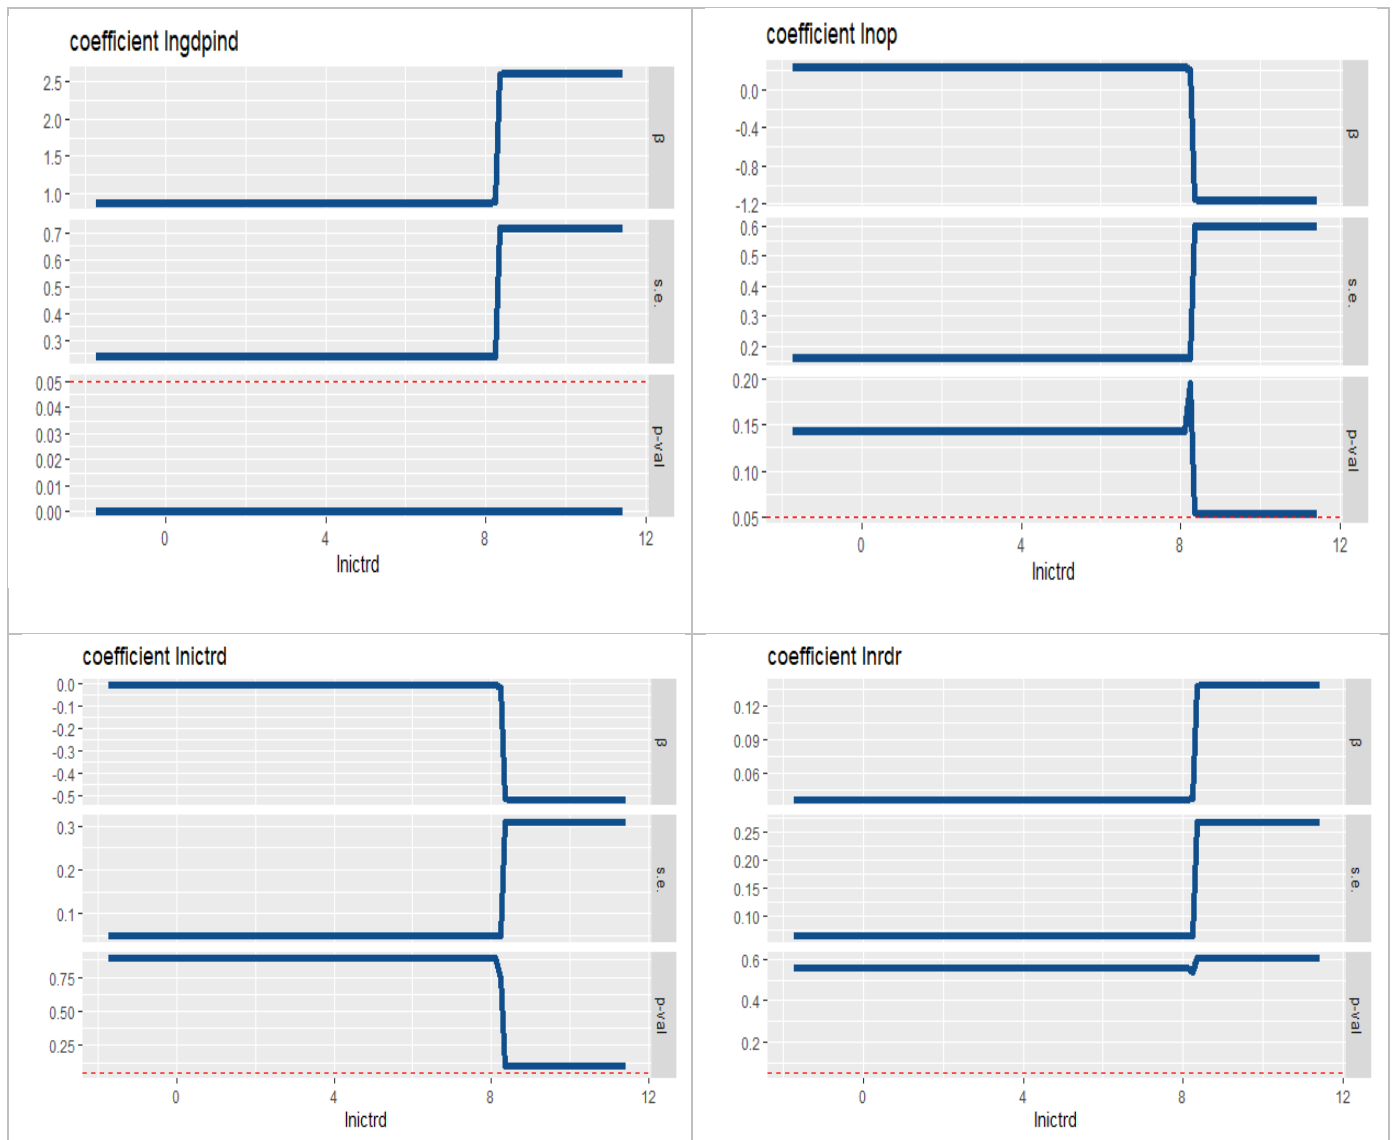 coefficient lngdpind
2.5
2.0
1.5
1.0
β
0.7
0.6
0.5
0.4
0.3
s.e.
0.05
0.04
0.03
0.02
0.01
0.00
p-val
0 4 8 12
lnictrd
coefficient lnop
0.0
-0.4
-0.8
-1.2
β
0.6
0.5
0.4
0.3
0.2
s.e.
0.20
0.15
0.10
0.05
p-val
0 4 8 12
lnictrd
coefficient lnictrd
0.0
-0.1
-0.2
-0.3
-0.4
-0.5
β
0.3
0.2
0.1
s.e.
0.75
0.50
0.25
p-val
0 4 8 12
lnictrd
coefficient lnrdr
0.12
0.09
0.06
β
0.25
0.20
0.15
0.10
s.e.
0.6
0.4
0.2
p-val
0 4 8 12
lnictrd